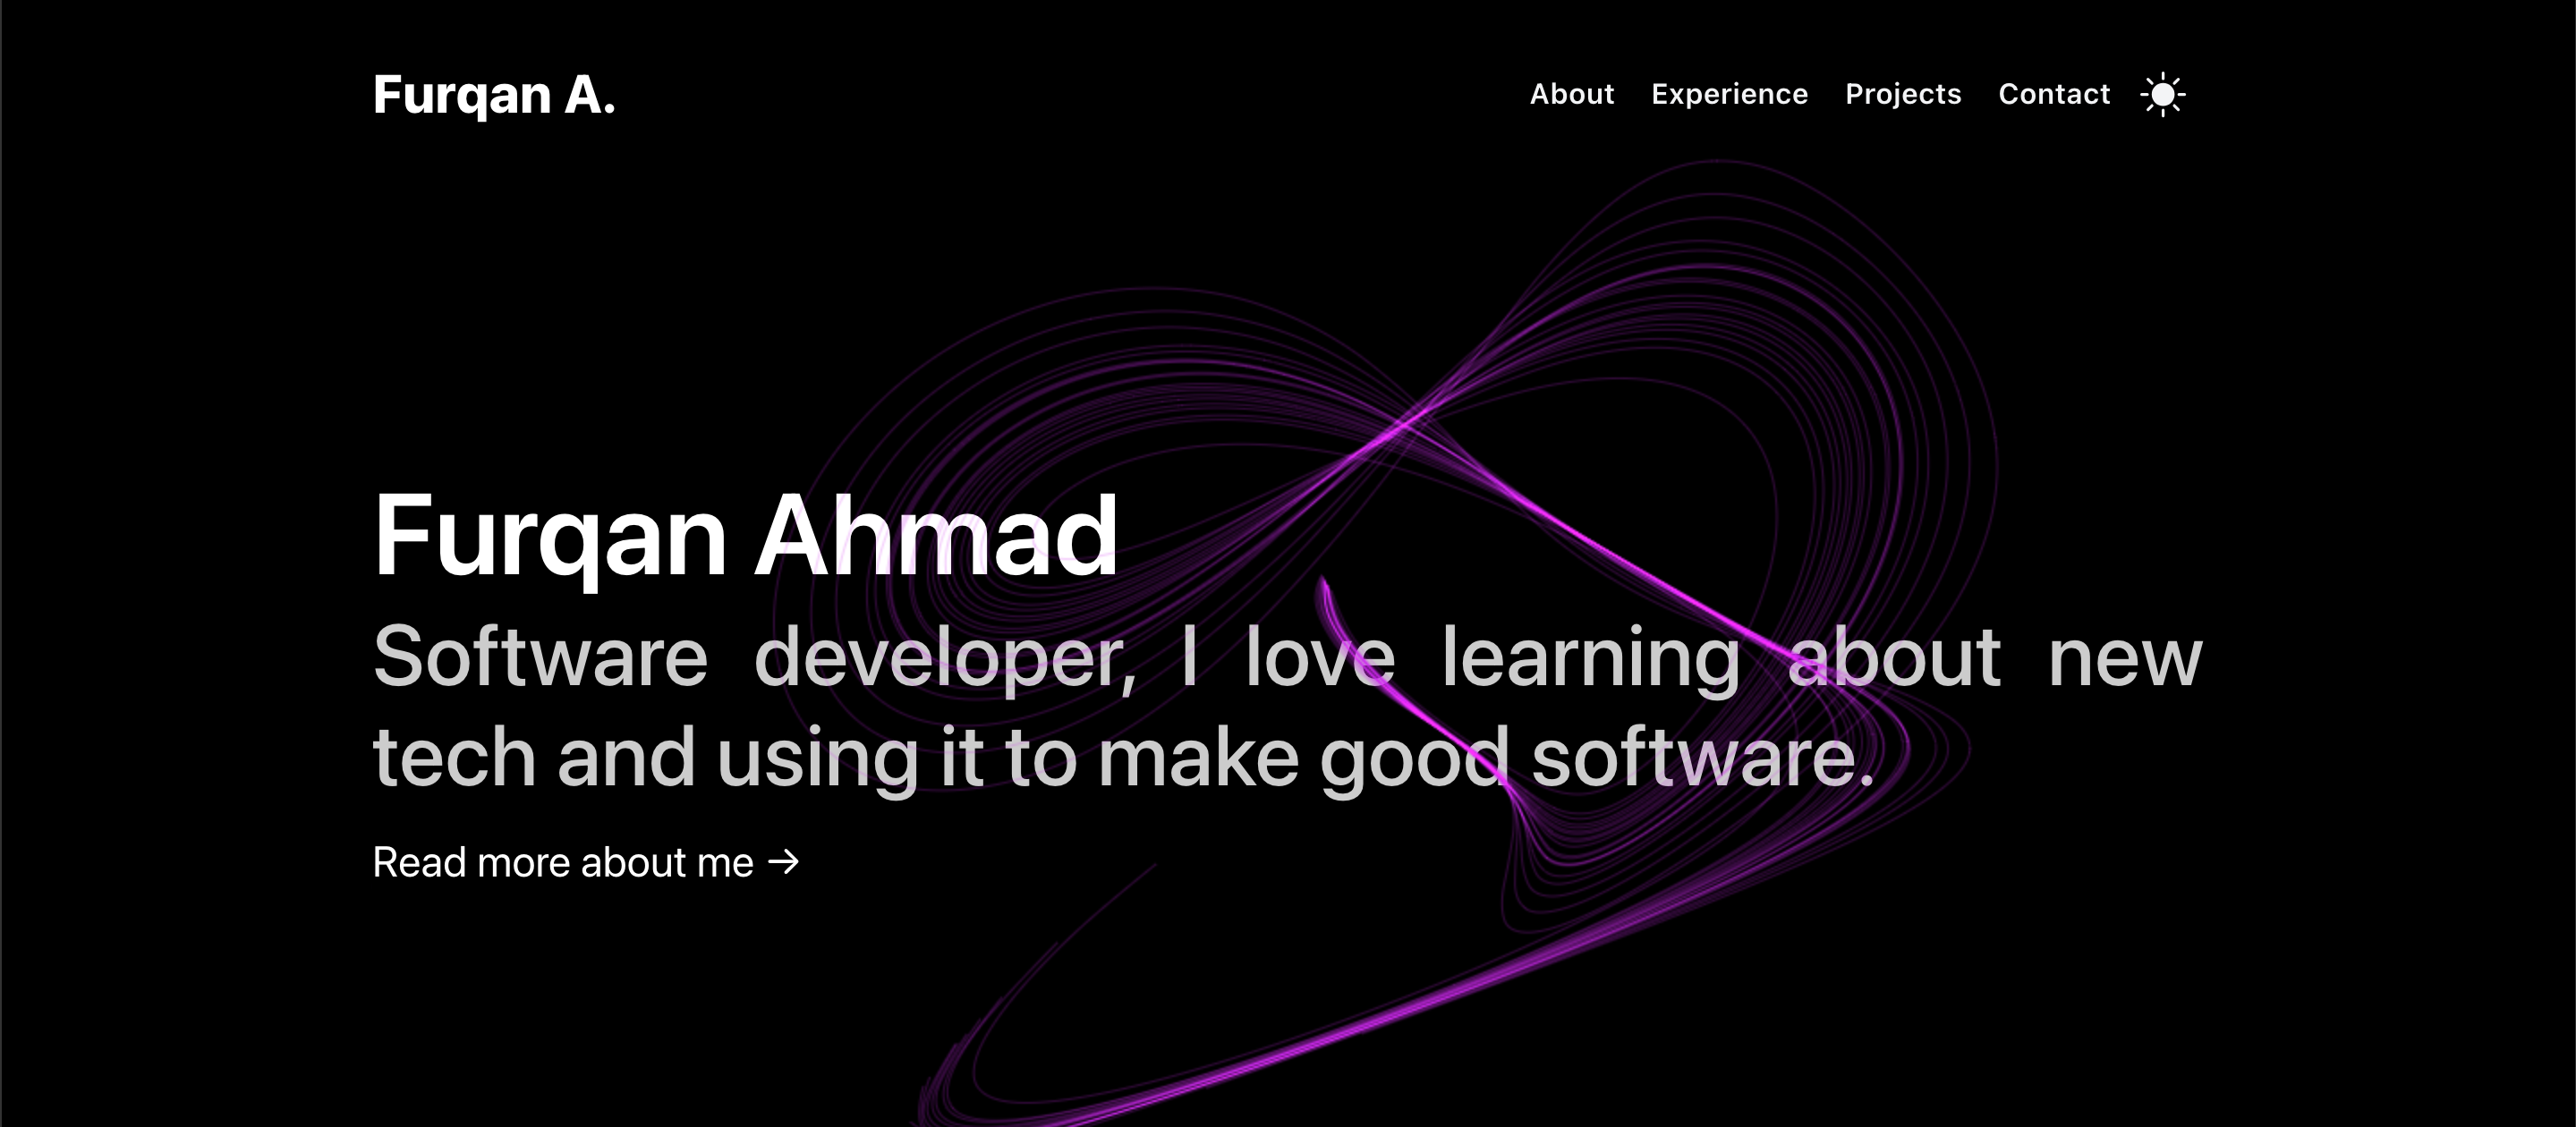 Furqan A.
About Experience Projects Contact
Furqan Ahmad
Software developer, I love learning about new
tech and using it to make good software.
Read more about me →